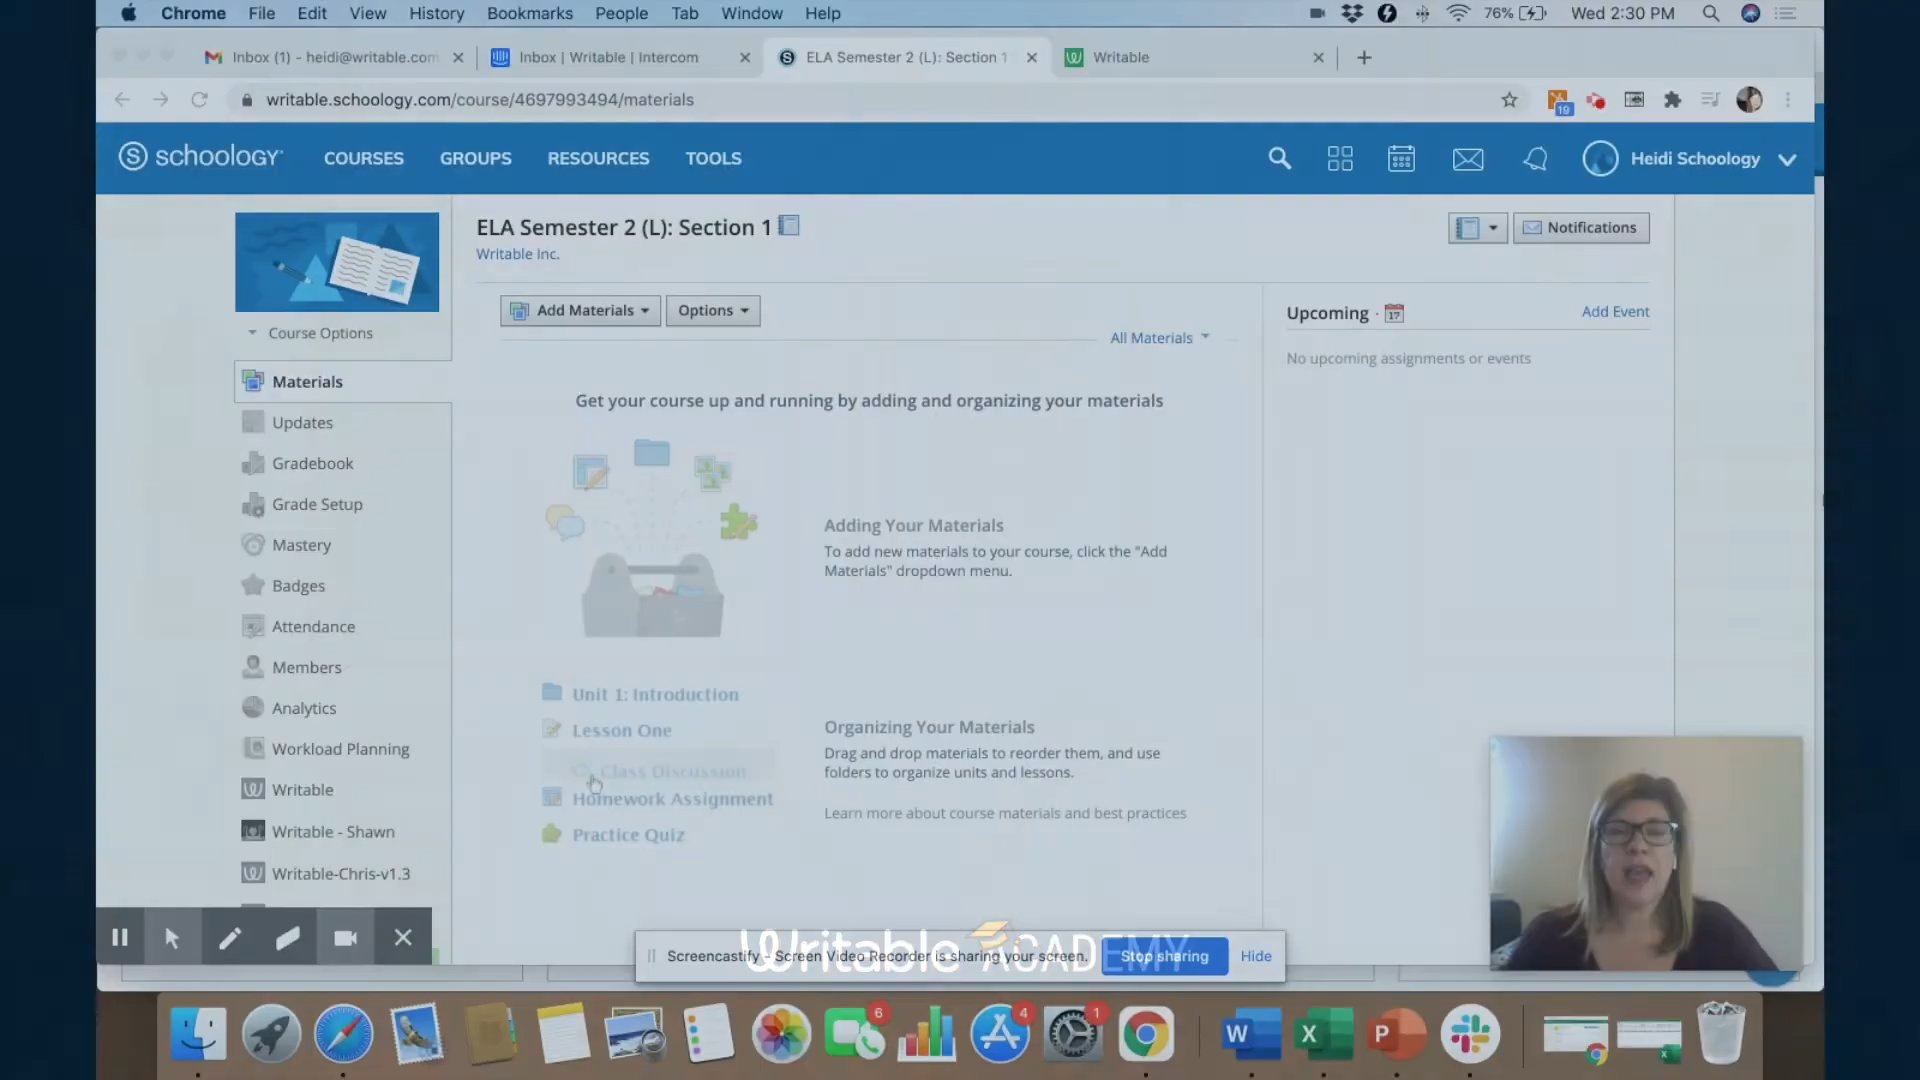 Chrome File Edit View History Bookmarks People Tab Window Help
76% Wed 2:30 PM
Inbox (1) - heidi@writable.com
Inbox | Writable | Intercom
ELA Semester 2 (L): Section 1
Writable
writable.schoology.com/course/4697993494/materials
19
schoology
COURSES GROUPS RESOURCES TOOLS
Heidi Schoology
ELA Semester 2 (L): Section 1
Writable Inc.
Notifications
Course Options
Add Materials
Options
All Materials
Upcoming · 17
Add Event
No upcoming assignments or events
Materials
Updates
Gradebook
Grade Setup
Mastery
Badges
Attendance
Members
Analytics
Workload Planning
Writable
Writable - Shawn
Writable-Chris-v1.3
Get your course up and running by adding and organizing your materials
Adding Your Materials
To add new materials to your course, click the "Add
Materials" dropdown menu.
Unit 1: Introduction
Lesson One
Class Discussion
Homework Assignment
Practice Quiz
Organizing Your Materials
Drag and drop materials to reorder them, and use
folders to organize units and lessons.
Learn more about course materials and best practices
Writable ACADEMY
Screencastify - Screen Video Recorder is sharing your screen.
Stop sharing
Hide
6
4
1
W
X
P